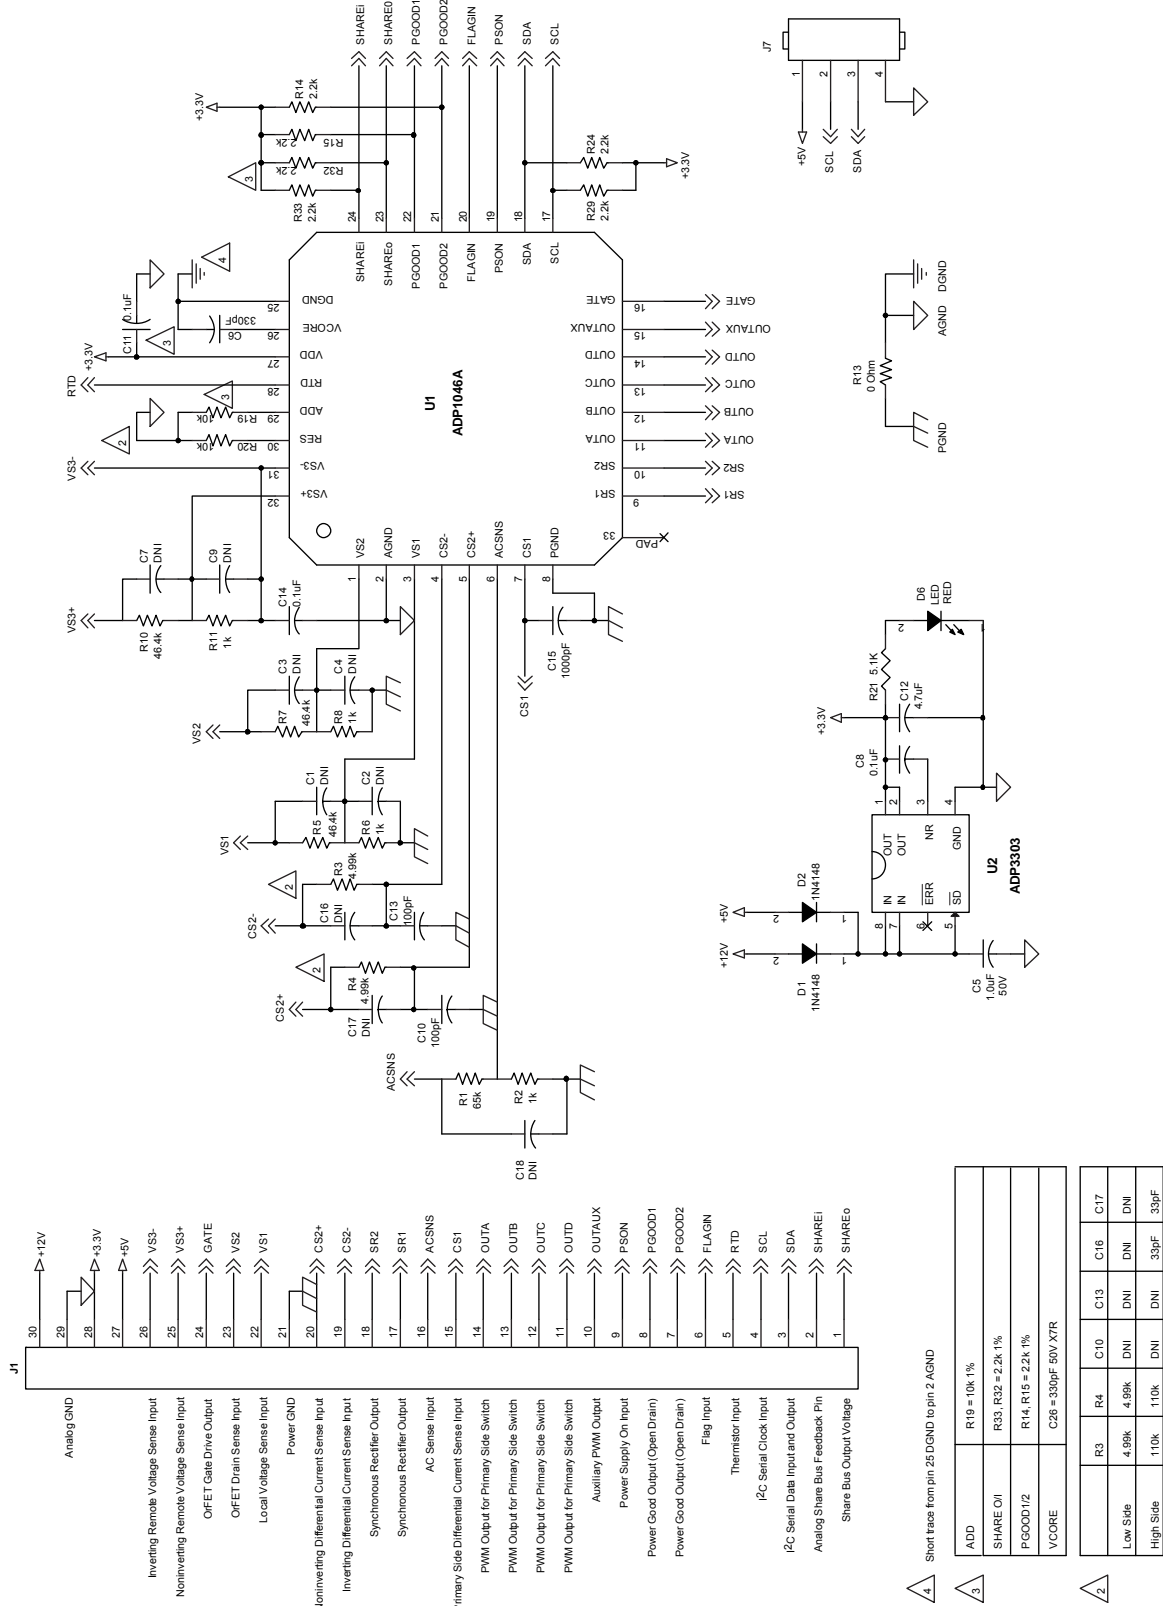 J1
30
+12V
Analog GND
29
28
+3.3V
27
+5V
Inverting Remote Voltage Sense Input
26
VS3-
Noninverting Remote Voltage Sense Input
25
VS3+
OrFET Gate Drive Output
24
GATE
OrFET Drain Sense Input
23
VS2
Local Voltage Sense Input
22
VS1
Power GND
21
Noninverting Differential Current Sense Input
20
CS2+
Inverting Differential Current Sense Input
19
CS2-
Synchronous Rectifier Output
18
SR2
Synchronous Rectifier Output
17
SR1
AC Sense Input
16
ACSNS
Primary Side Differential Current Sense Input
15
CS1
PWM Output for Primary Side Switch
14
OUTA
PWM Output for Primary Side Switch
13
OUTB
PWM Output for Primary Side Switch
12
OUTC
PWM Output for Primary Side Switch
11
OUTD
Auxiliary PWM Output
10
OUTAUX
Power Supply On Input
9
PSON
Power Good Output (Open Drain)
8
PGOOD1
Power Good Output (Open Drain)
7
PGOOD2
Flag Input
6
FLAGIN
Thermistor Input
5
RTD
I2C Serial Clock Input
4
SCL
I2C Serial Data Input and Output
3
SDA
Analog Share Bus Feedback Pin
2
SHAREi
Share Bus Output Voltage
1
SHAREo
4
Short trace from pin 25 DGND to pin 2 AGND
3
ADD
R19 = 10k 1%
SHARE O/I
R33, R32 = 2.2k 1%
PGOOD1/2
R14, R15 = 2.2k 1%
VCORE
C26 = 330pF 50V X7R
2
R3 R4 C10 C13 C16 C17
Low Side 4.99k 4.99k DNI DNI DNI DNI
High Side 110k 110k DNI DNI 33pF 33pF
ACSNS
R1
65k
R2
1k
C18
DNI
CS2+
2
R4
4.99k
C17
DNI
C10
100pF
CS2-
2
R3
4.99k
C16
DNI
C13
100pF
VS1
R5
46.4k
C1
DNI
R6
1k
C2
DNI
VS2
R7
46.4k
C3
DNI
R8
1k
C4
DNI
VS3+
R10
46.4k
C7
DNI
R11
1k
C9
DNI
C14
0.1uF
VS3-
CS1
C15
1000pF
U1
ADP1046A
1
VS2
2
AGND
3
VS1
4
CS2-
5
CS2+
6
ACSNS
7
CS1
8
PGND
33
PAD
9
SR1
SR1
10
SR2
SR2
11
OUTA
OUTA
12
OUTB
OUTB
13
OUTC
OUTC
14
OUTD
OUTD
15
OUTAUX
OUTAUX
16
GATE
GATE
17
SCL
SCL
18
SDA
SDA
19
PSON
PSON
20
FLAGIN
FLAGIN
21
PGOOD2
PGOOD2
22
PGOOD1
PGOOD1
23
SHAREo
SHARE0
24
SHAREi
SHAREi
25
DGND
26
VCORE
27
VDD
28
RTD
29
ADD
30
RES
31
VS3-
32
VS3+
2
R20
10k
R19
10k
3
RTD
+3.3V
C11
0.1uF
3
C6
330pF
4
+3.3V
3
R14
2.2k
R15
2.2k
R32
2.2k
R33
2.2k
R24
2.2k
R29
2.2k
+3.3V
J7
1
2
3
4
+5V
SCL
SDA
R13
0 Ohm
PGND
AGND
DGND
+12V
+5V
2
2
D1
1N4148
D2
1N4148
1
1
C5
1.0uF
50V
U2
ADP3303
8
IN
7
IN
6
ERR
5
SD
1
OUT
2
OUT
3
NR
4
GND
+3.3V
C8
0.1uF
C12
4.7uF
R21
5.1K
2
D6
LED
RED
1